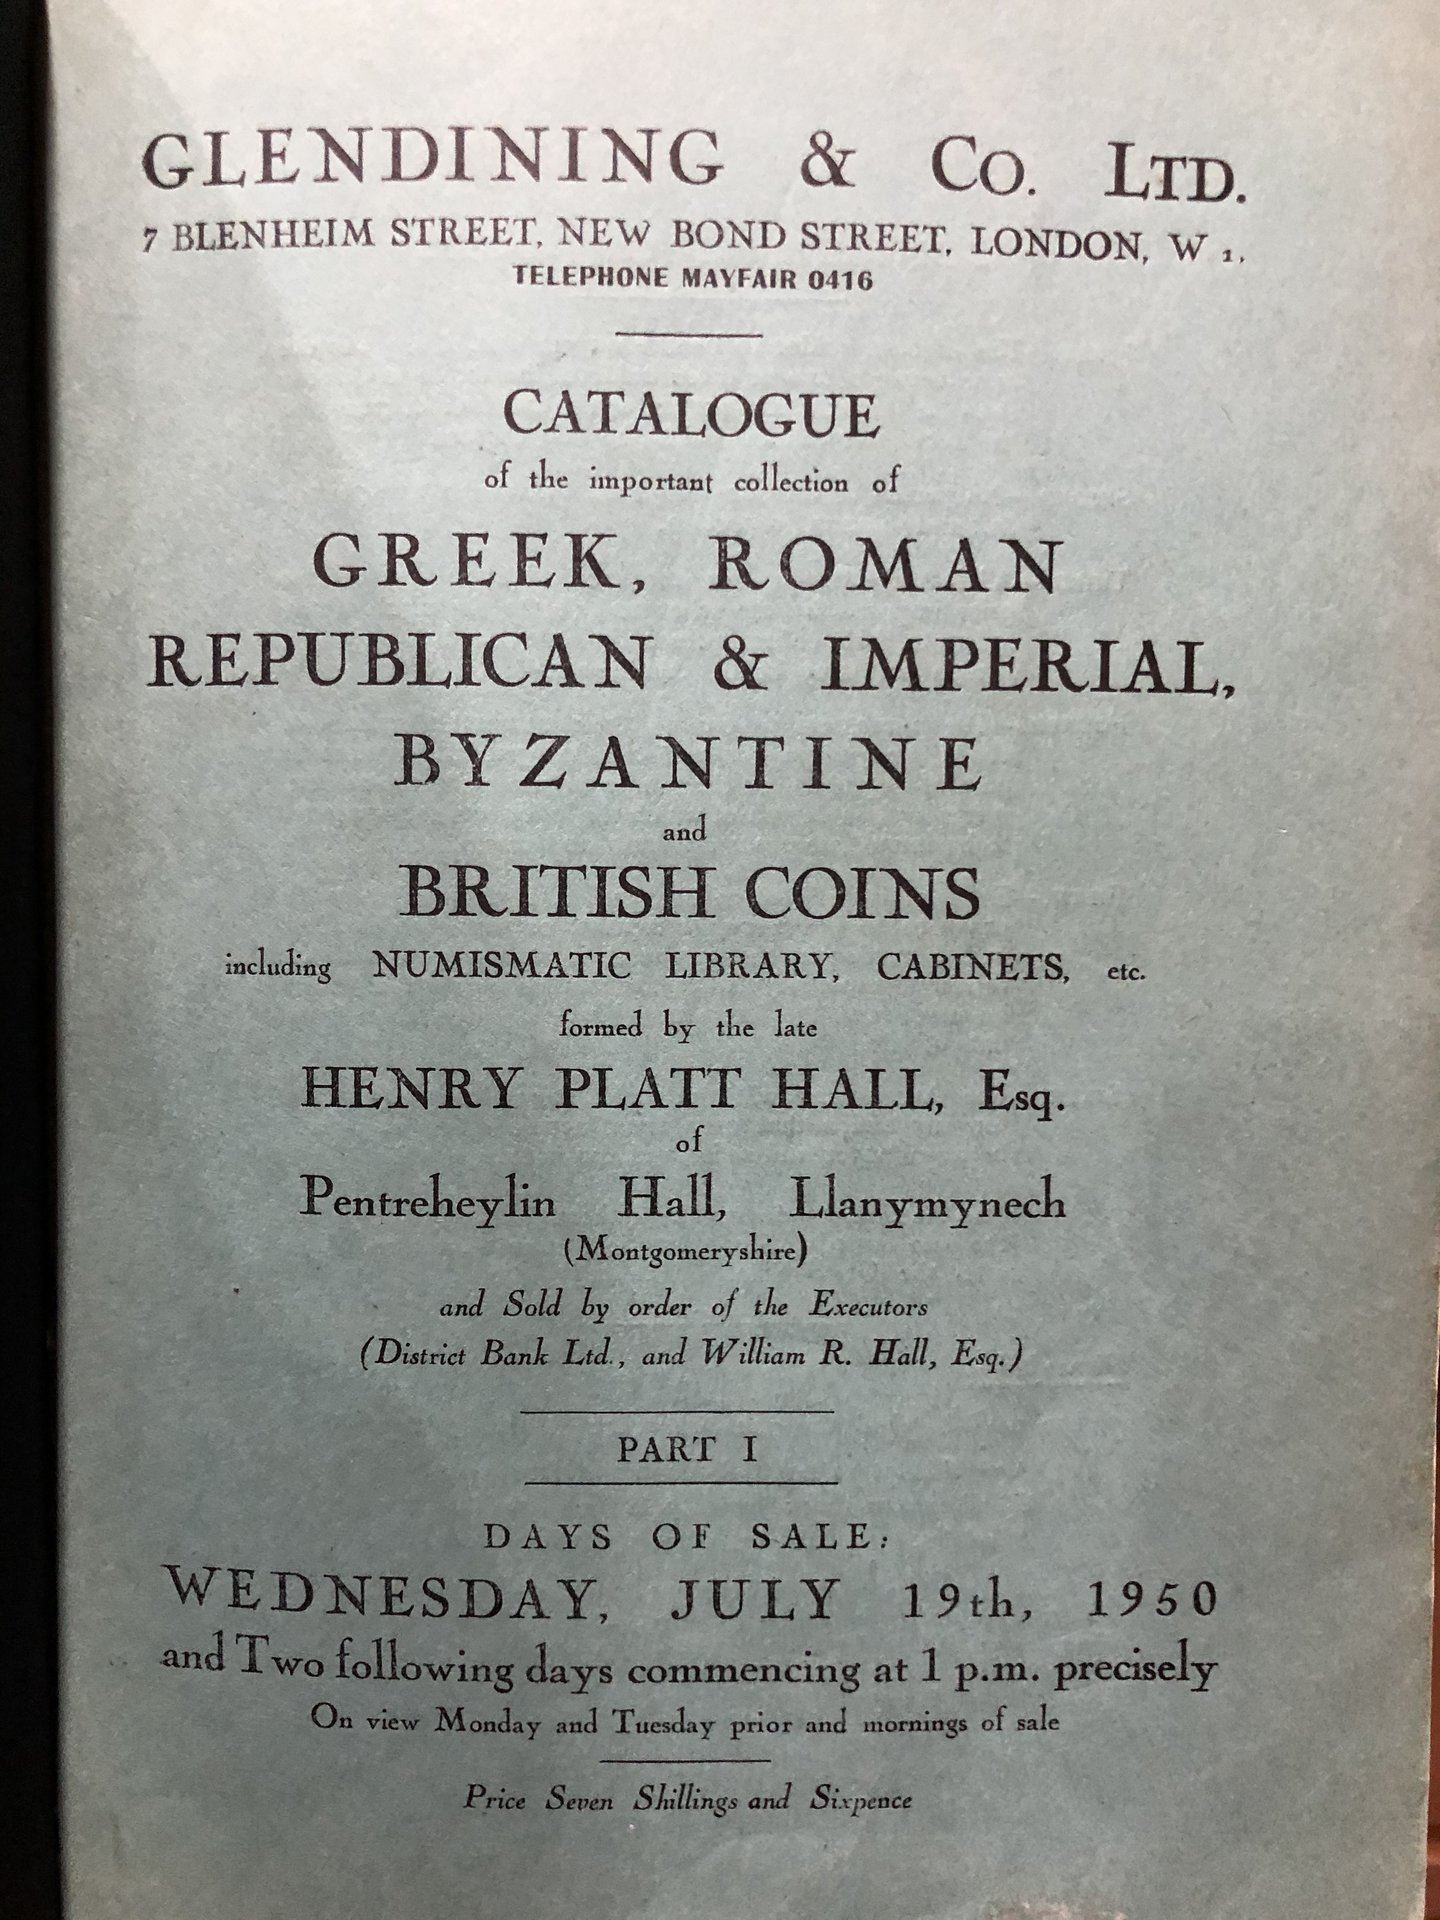 GLENDINING & Co. LTD.
7 BLENHEIM STREET, NEW BOND STREET, LONDON, W 1,
TELEPHONE MAYFAIR 0416
CATALOGUE
of the important collection of
GREEK, ROMAN
REPUBLICAN & IMPERIAL,
BYZANTINE
and
BRITISH COINS
including NUMISMATIC LIBRARY, CABINETS, etc.
formed by the late
HENRY PLATT HALL, Esq.
of
Pentreheylin Hall, Llanymynech
(Montgomeryshire)
and Sold by order of the Executors
(District Bank Ltd., and William R. Hall, Esq.)
PART I
DAYS OF SALE:
WEDNESDAY, JULY 19th, 1950
and Two following days commencing at 1 p.m. precisely
On view Monday and Tuesday prior and mornings of sale
Price Seven Shillings and Sixpence